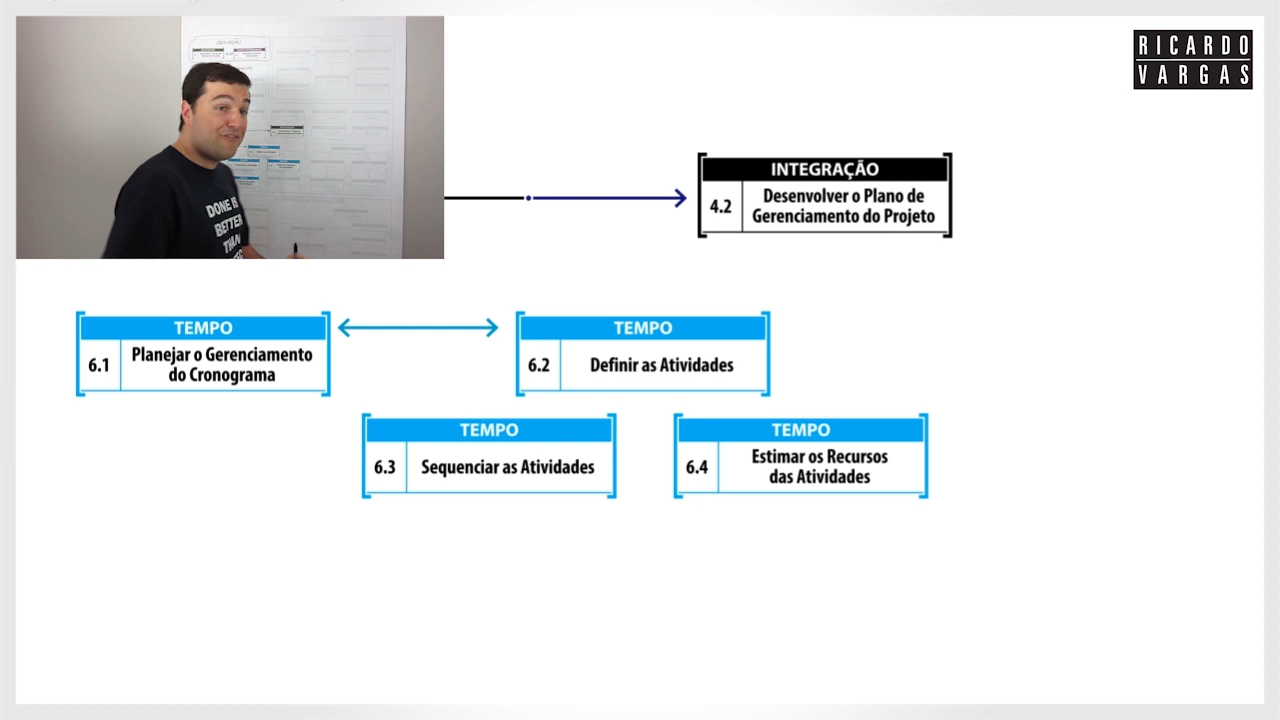 RICARDO
VARGAS
DONE IS
BETTER
THAN
INTEGRAÇÃO
4.2
Desenvolver o Plano de
Gerenciamento do Projeto
TEMPO
6.1
Planejar o Gerenciamento
do Cronograma
TEMPO
6.2
Definir as Atividades
TEMPO
6.3
Sequenciar as Atividades
TEMPO
6.4
Estimar os Recursos
das Atividades